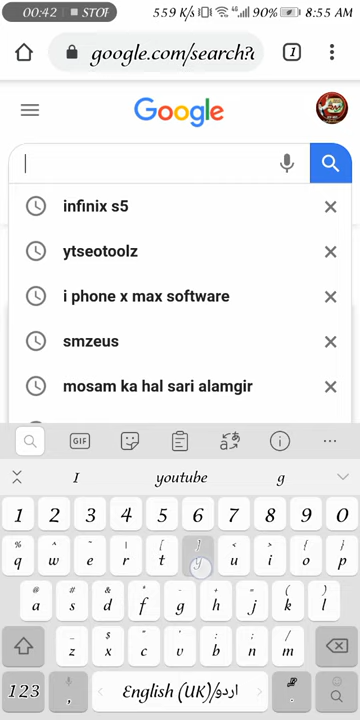 00:42 STOP 559 K/s 4G 90% 8:55 AM
google.com/search? 1
Google
infinix s5
ytseotoolz
i phone x max software
smzeus
mosam ka hal sari alamgir
GIF
I youtube g
1 2 3 4 5 6 7 8 9 0
% ^ ~ | [ ] < > { }
q w e r t y u i o p
@ # & * - + = ( )
a s d f g h j k l
_ $ " ' : ; /
z x c v b n m
123 , English (UK)/اردو .